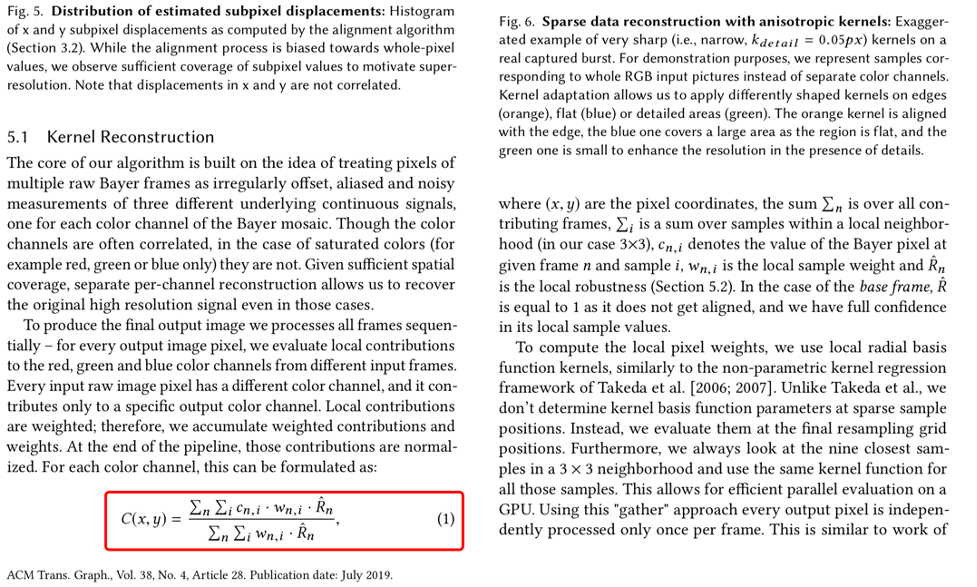 Fig. 5. Distribution of estimated subpixel displacements: Histogram
of x and y subpixel displacements as computed by the alignment algorithm
(Section 3.2). While the alignment process is biased towards whole-pixel
values, we observe sufficient coverage of subpixel values to motivate super-
resolution. Note that displacements in x and y are not correlated.
5.1 Kernel Reconstruction
The core of our algorithm is built on the idea of treating pixels of
multiple raw Bayer frames as irregularly offset, aliased and noisy
measurements of three different underlying continuous signals,
one for each color channel of the Bayer mosaic. Though the color
channels are often correlated, in the case of saturated colors (for
example red, green or blue only) they are not. Given sufficient spatial
coverage, separate per-channel reconstruction allows us to recover
the original high resolution signal even in those cases.
To produce the final output image we processes all frames sequen-
tially – for every output image pixel, we evaluate local contributions
to the red, green and blue color channels from different input frames.
Every input raw image pixel has a different color channel, and it con-
tributes only to a specific output color channel. Local contributions
are weighted; therefore, we accumulate weighted contributions and
weights. At the end of the pipeline, those contributions are normal-
ized. For each color channel, this can be formulated as:
C(x, y) = \frac{∑_n ∑_i c_{n,i} · w_{n,i} · R̂_n}{∑_n ∑_i w_{n,i} · R̂_n}, (1)
ACM Trans. Graph., Vol. 38, No. 4, Article 28. Publication date: July 2019.
Fig. 6. Sparse data reconstruction with anisotropic kernels: Exagger-
ated example of very sharp (i.e., narrow, k_{detail} = 0.05px) kernels on a
real captured burst. For demonstration purposes, we represent samples cor-
responding to whole RGB input pictures instead of separate color channels.
Kernel adaptation allows us to apply differently shaped kernels on edges
(orange), flat (blue) or detailed areas (green). The orange kernel is aligned
with the edge, the blue one covers a large area as the region is flat, and the
green one is small to enhance the resolution in the presence of details.
where (x, y) are the pixel coordinates, the sum ∑_n is over all con-
tributing frames, ∑_i is a sum over samples within a local neighbor-
hood (in our case 3×3), c_{n,i} denotes the value of the Bayer pixel at
given frame n and sample i, w_{n,i} is the local sample weight and R̂_n
is the local robustness (Section 5.2). In the case of the base frame, R̂
is equal to 1 as it does not get aligned, and we have full confidence
in its local sample values.
To compute the local pixel weights, we use local radial basis
function kernels, similarly to the non-parametric kernel regression
framework of Takeda et al. [2006; 2007]. Unlike Takeda et al., we
don't determine kernel basis function parameters at sparse sample
positions. Instead, we evaluate them at the final resampling grid
positions. Furthermore, we always look at the nine closest sam-
ples in a 3 × 3 neighborhood and use the same kernel function for
all those samples. This allows for efficient parallel evaluation on a
GPU. Using this "gather" approach every output pixel is indepen-
dently processed only once per frame. This is similar to work of